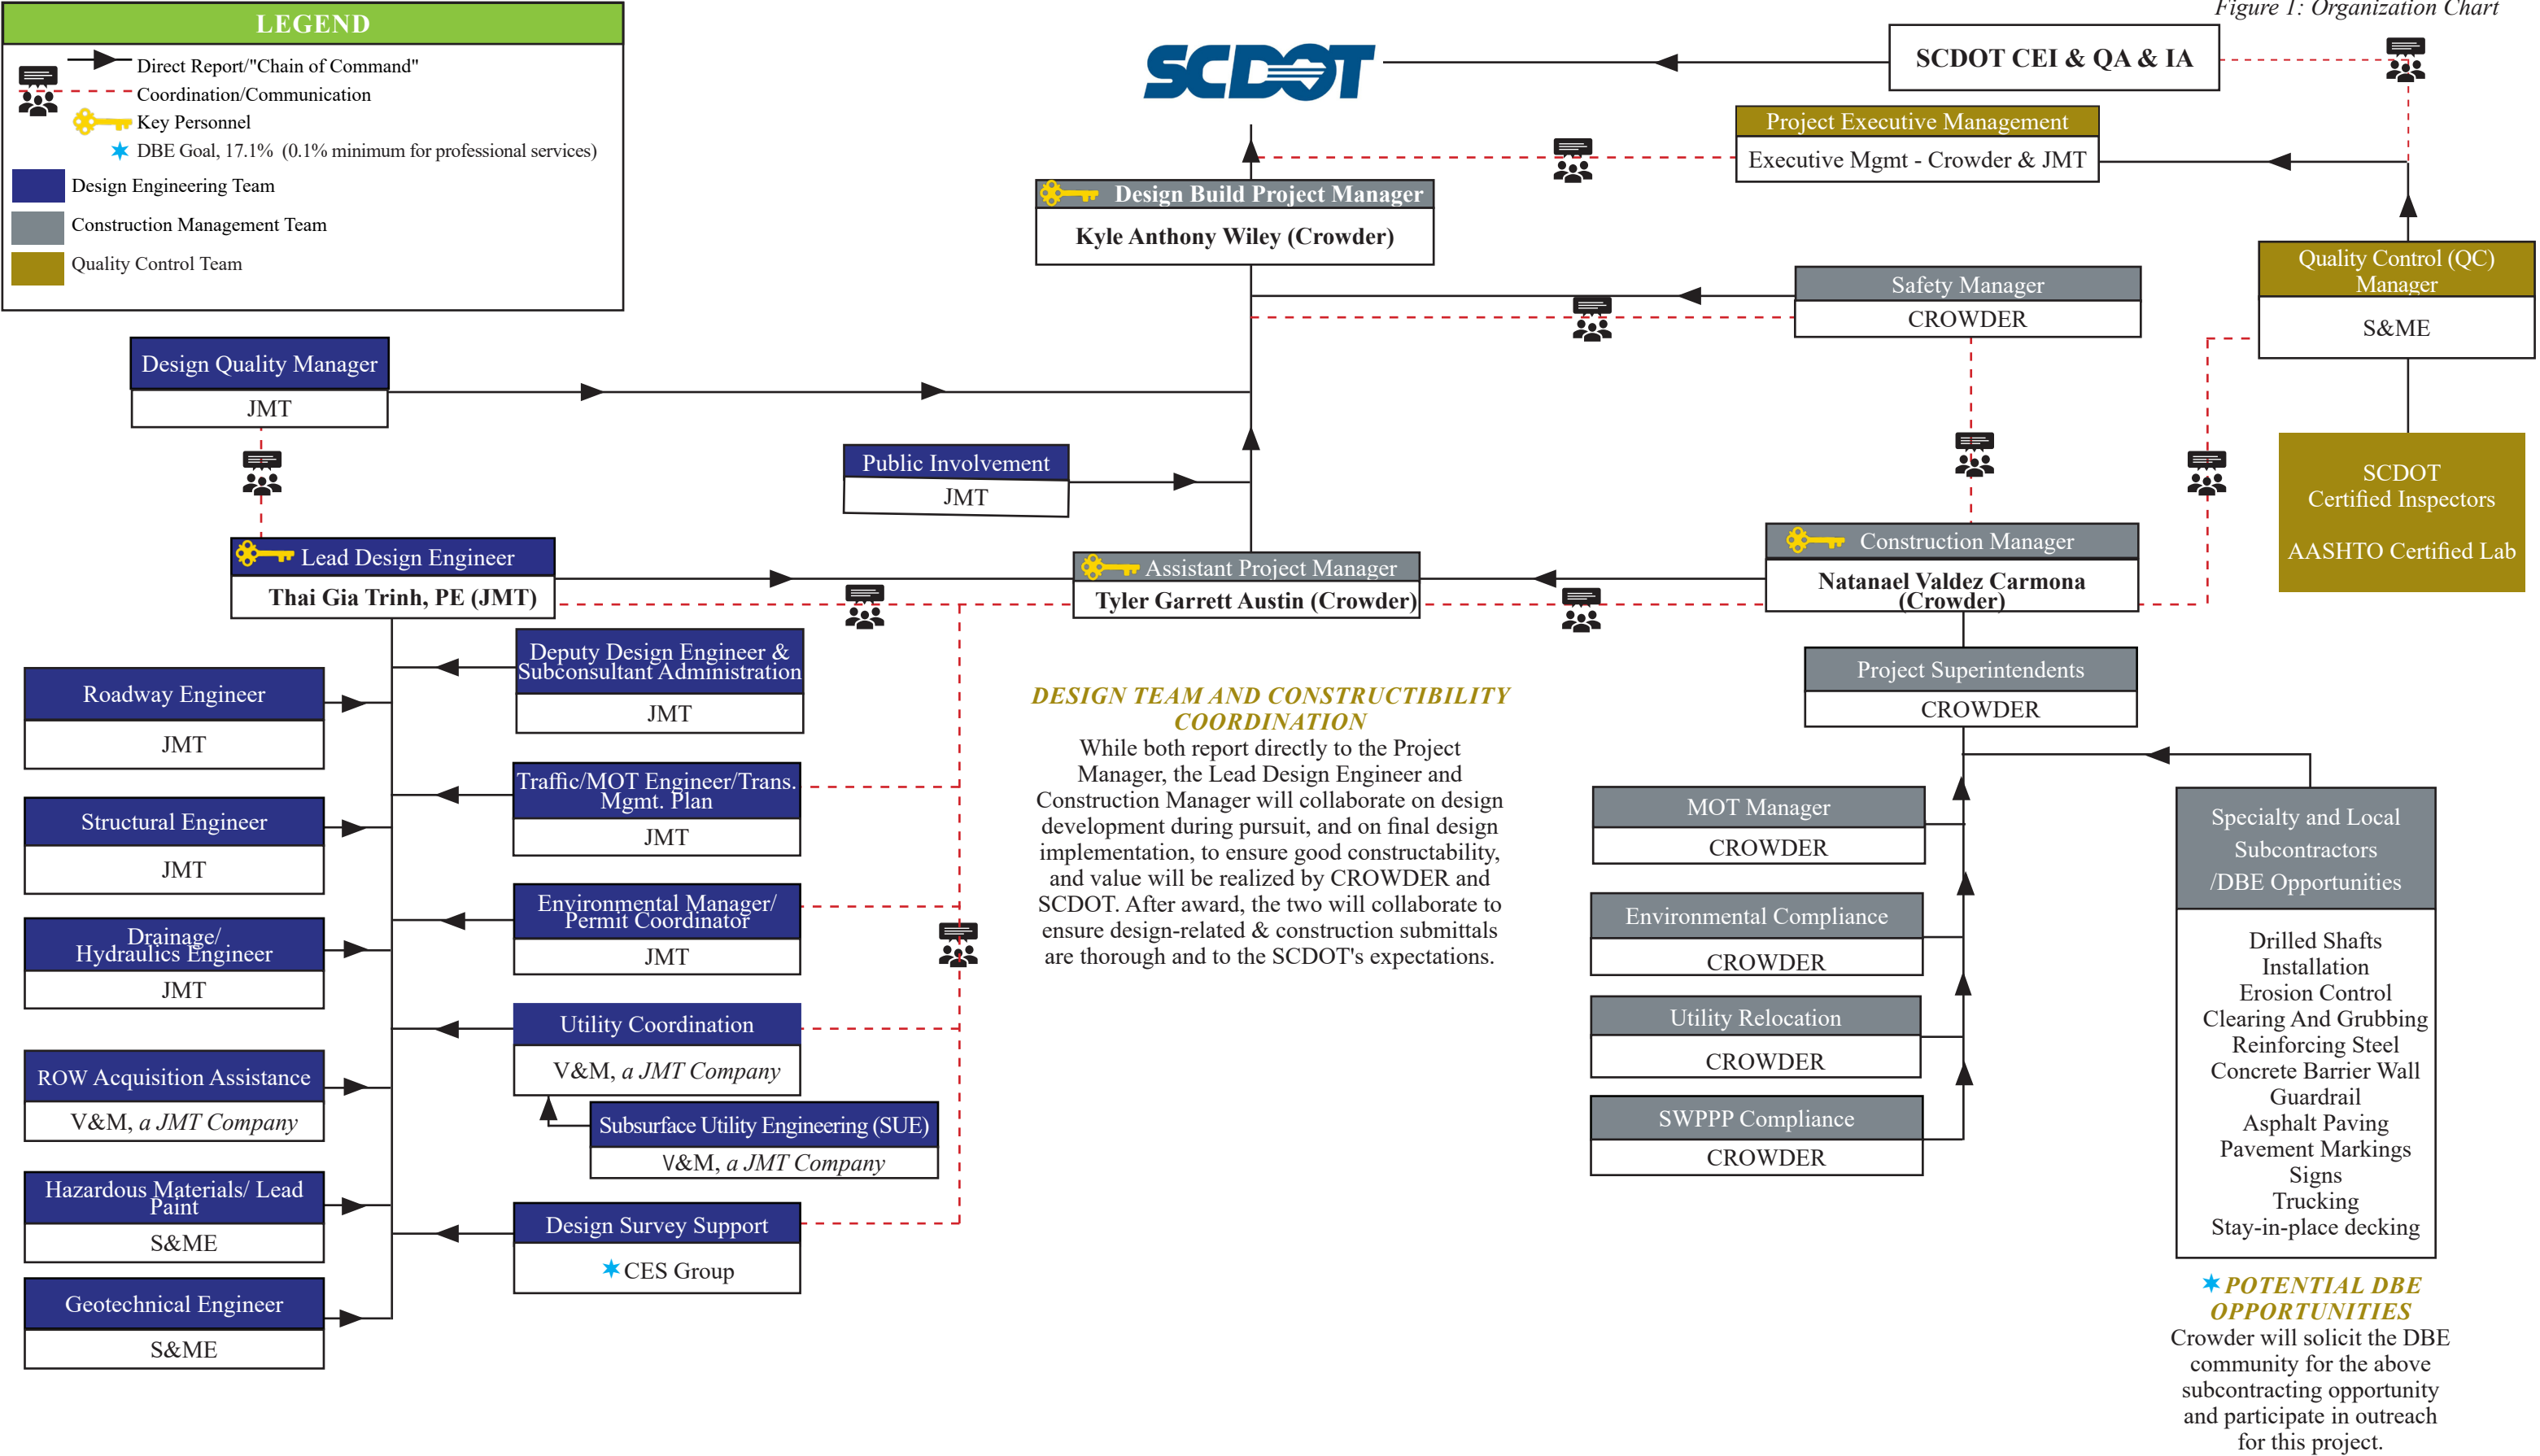 Figure 1: Organization Chart
LEGEND
Direct Report/"Chain of Command"
Coordination/Communication
Key Personnel
DBE Goal, 17.1% (0.1% minimum for professional services)
Design Engineering Team
Construction Management Team
Quality Control Team
SCDOT
SCDOT CEI & QA & IA
Project Executive Management
Executive Mgmt - Crowder & JMT
Design Build Project Manager
Kyle Anthony Wiley (Crowder)
Quality Control (QC)
Manager
S&ME
Safety Manager
CROWDER
Design Quality Manager
JMT
Public Involvement
JMT
SCDOT
Certified Inspectors
AASHTO Certified Lab
Lead Design Engineer
Thai Gia Trinh, PE (JMT)
Assistant Project Manager
Tyler Garrett Austin (Crowder)
Construction Manager
Natanael Valdez Carmona
(Crowder)
Roadway Engineer
JMT
Structural Engineer
JMT
Drainage/
Hydraulics Engineer
JMT
ROW Acquisition Assistance
V&M, a JMT Company
Hazardous Materials/ Lead
Paint
S&ME
Geotechnical Engineer
S&ME
Deputy Design Engineer &
Subconsultant Administration
JMT
Traffic/MOT Engineer/Trans.
Mgmt. Plan
JMT
Environmental Manager/
Permit Coordinator
JMT
Utility Coordination
V&M, a JMT Company
Subsurface Utility Engineering (SUE)
V&M, a JMT Company
Design Survey Support
CES Group
DESIGN TEAM AND CONSTRUCTIBILITY
COORDINATION
While both report directly to the Project
Manager, the Lead Design Engineer and
Construction Manager will collaborate on design
development during pursuit, and on final design
implementation, to ensure good constructability,
and value will be realized by CROWDER and
SCDOT. After award, the two will collaborate to
ensure design-related & construction submittals
are thorough and to the SCDOT's expectations.
Project Superintendents
CROWDER
MOT Manager
CROWDER
Environmental Compliance
CROWDER
Utility Relocation
CROWDER
SWPPP Compliance
CROWDER
Specialty and Local
Subcontractors
/DBE Opportunities
Drilled Shafts
Installation
Erosion Control
Clearing And Grubbing
Reinforcing Steel
Concrete Barrier Wall
Guardrail
Asphalt Paving
Pavement Markings
Signs
Trucking
Stay-in-place decking
POTENTIAL DBE
OPPORTUNITIES
Crowder will solicit the DBE
community for the above
subcontracting opportunity
and participate in outreach
for this project.